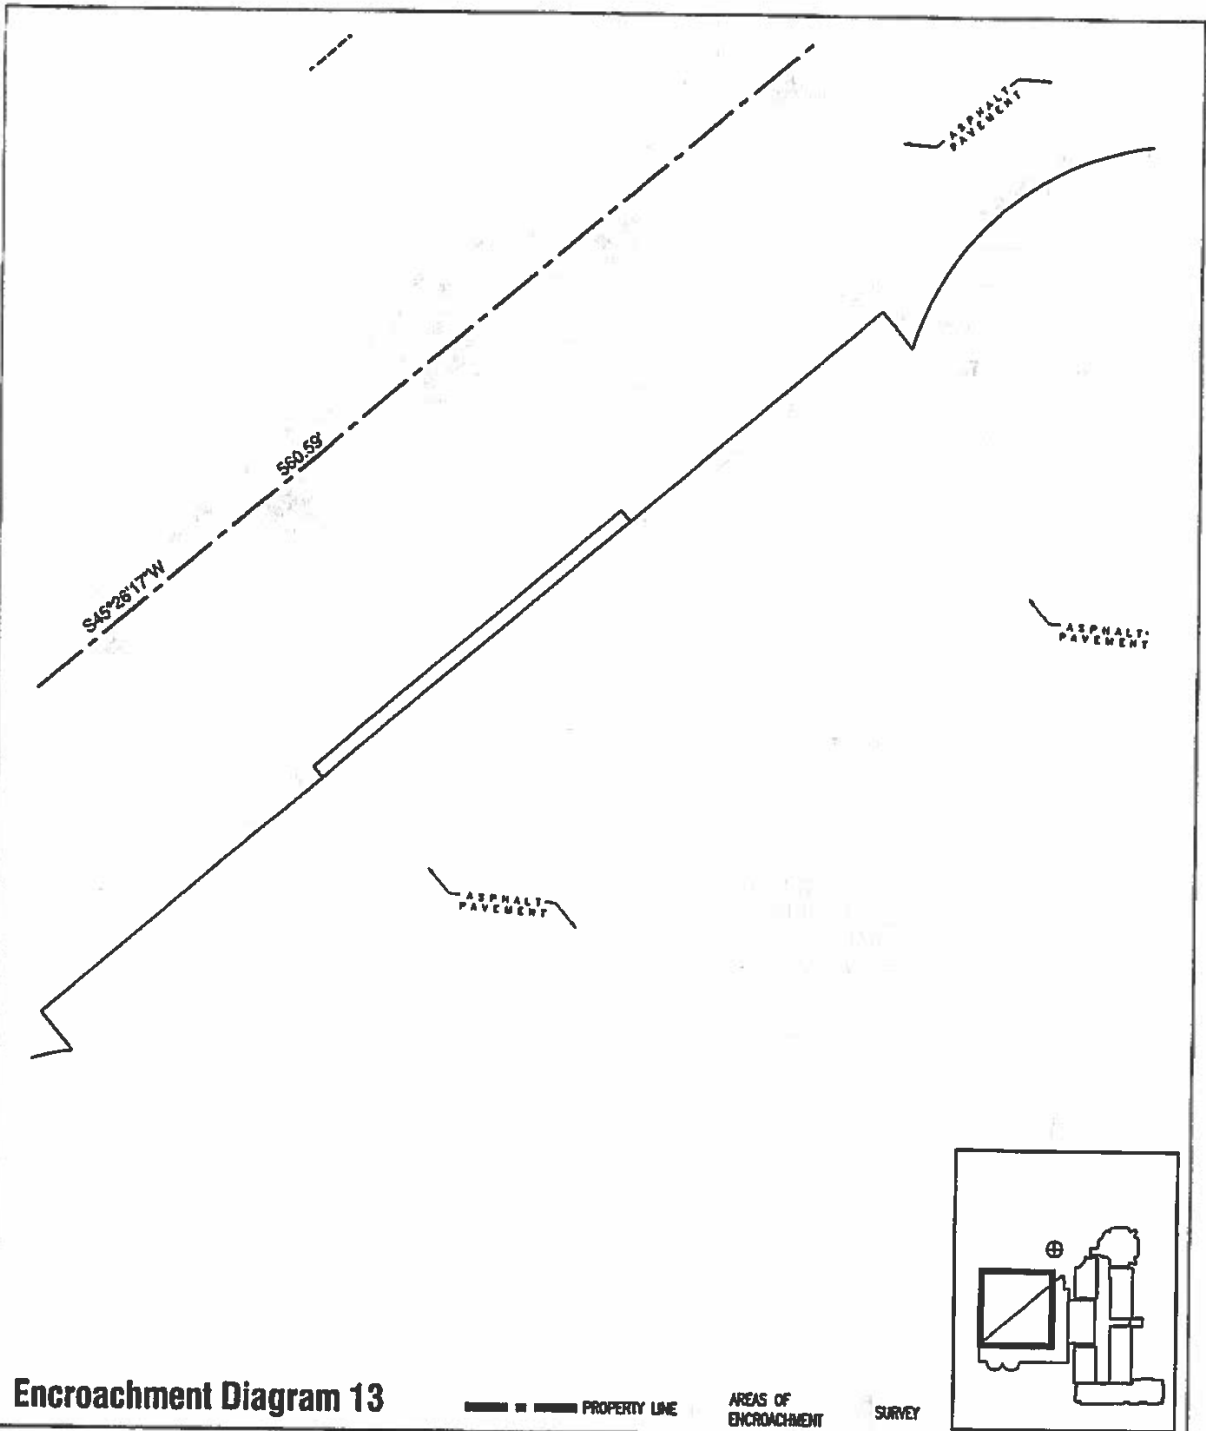 ASPHALT
PAVEMENT
560.59'
S45°26'17"W
ASPHALT
PAVEMENT
ASPHALT
PAVEMENT
Encroachment Diagram 13
PROPERTY LINE
AREAS OF
ENCROACHMENT
SURVEY